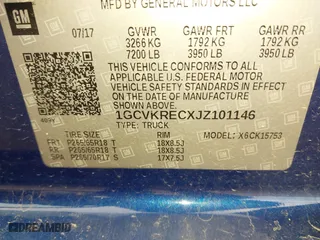 MFD BY GENERAL MOTORS LLC
GM
07/17 GVWR GAWR FRT GAWR RR
3266 KG 1792 KG 1792 KG
7200 LB 3950 LB 3950 LB
THIS VEHICLE CONFORMS TO ALL APPLICABLE
U.S. FEDERAL MOTOR VEHICLE
SAFETY STANDARDS IN EFFECT
ON THE DATE OF MANUFACTURE
SHOWN ABOVE.
1GCVKRECXJZ101146
TYPE: TRUCK MODEL: X6CK15753
TIRE SIZE RIM
FRT P265/65R18 T 18X8.5J
RR P265/65R18 T 18X8.5J
SPA P265/70R17 S 17X7.5J
DREAMBID